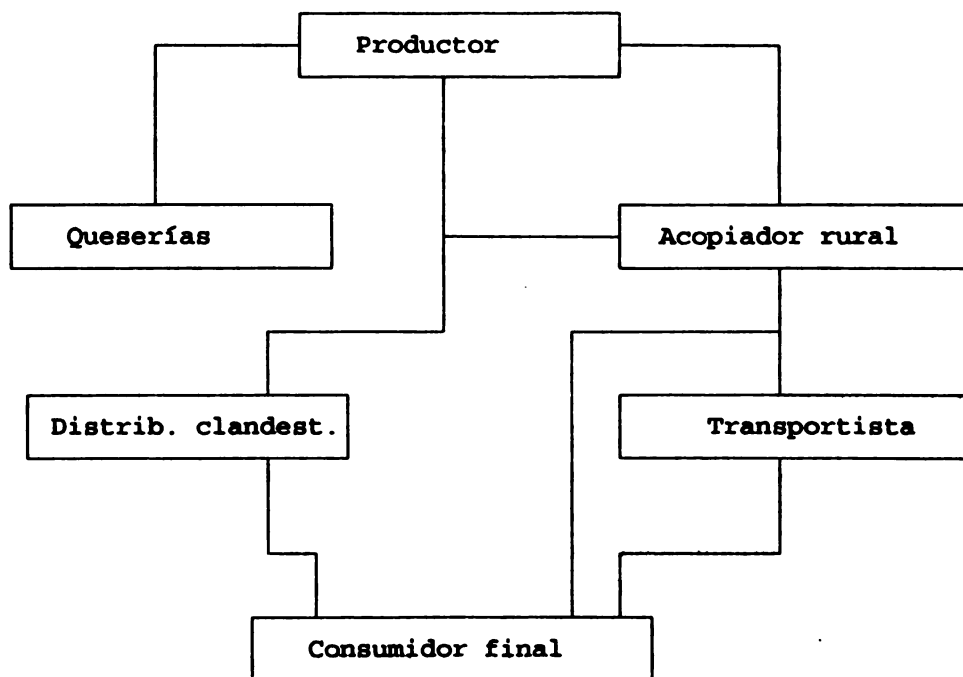 Productor
Queserías
Acopiador rural
Distrib. clandest.
Transportista
Consumidor final